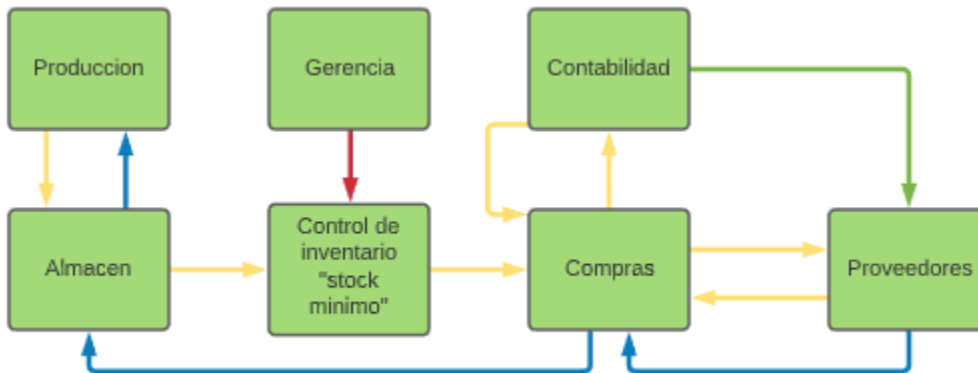 Produccion
Gerencia
Contabilidad
Almacen
Control de
inventario
"stock
minimo"
Compras
Proveedores